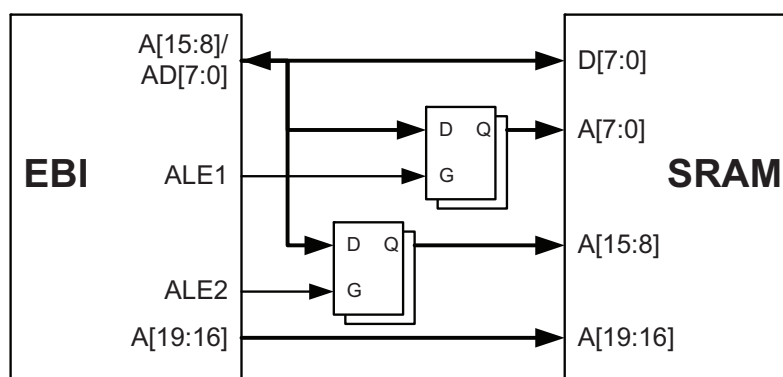 A[15:8]/
AD[7:0]
D[7:0]
D Q
A[7:0]
EBI
ALE1
G
SRAM
D Q
A[15:8]
ALE2
G
A[19:16]
A[19:16]